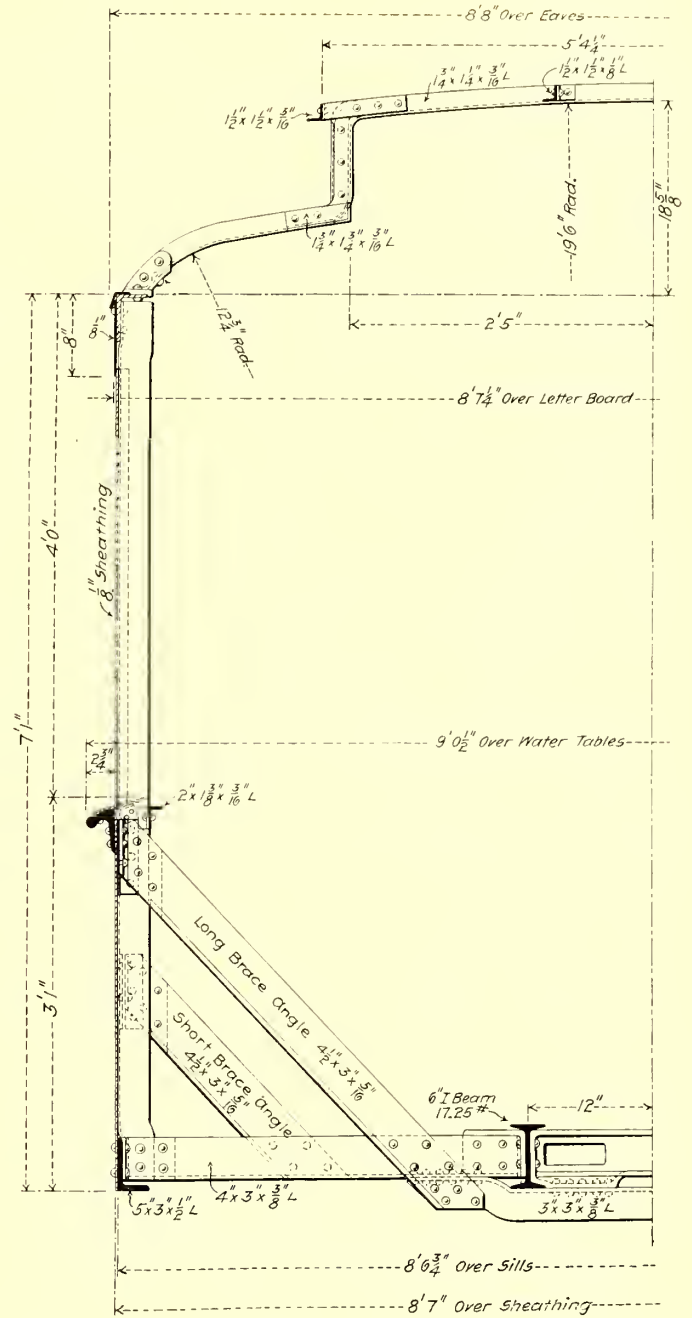 8'8" Over Eaves
5'4¼"
1¾" x 1¼" x 3/16" L
1½" x 1½" x ⅛" L
1½" x 1½" x 3/16"
1¾" x 1¾" x 3/16" L
19'6" Rad.
18⅝"
12¾" Rad.
2'5"
8"
⅛"
8'7¼" Over Letter Board
⅛" Sheathing
4'0"
7'1"
9'0½" Over Water Tables
2¾"
2" x 1⅜" x 3/16" L
3'1"
Long Brace Angle 4½" x 3" x 5/16"
Short Brace Angle
4½" x 3" x 5/16"
6" I Beam
17.25 #
12"
5" x 3" x ½" L
4" x 3" x ⅜" L
3" x 3" x ⅜" L
8'6¾" Over Sills
8'7" Over Sheathing